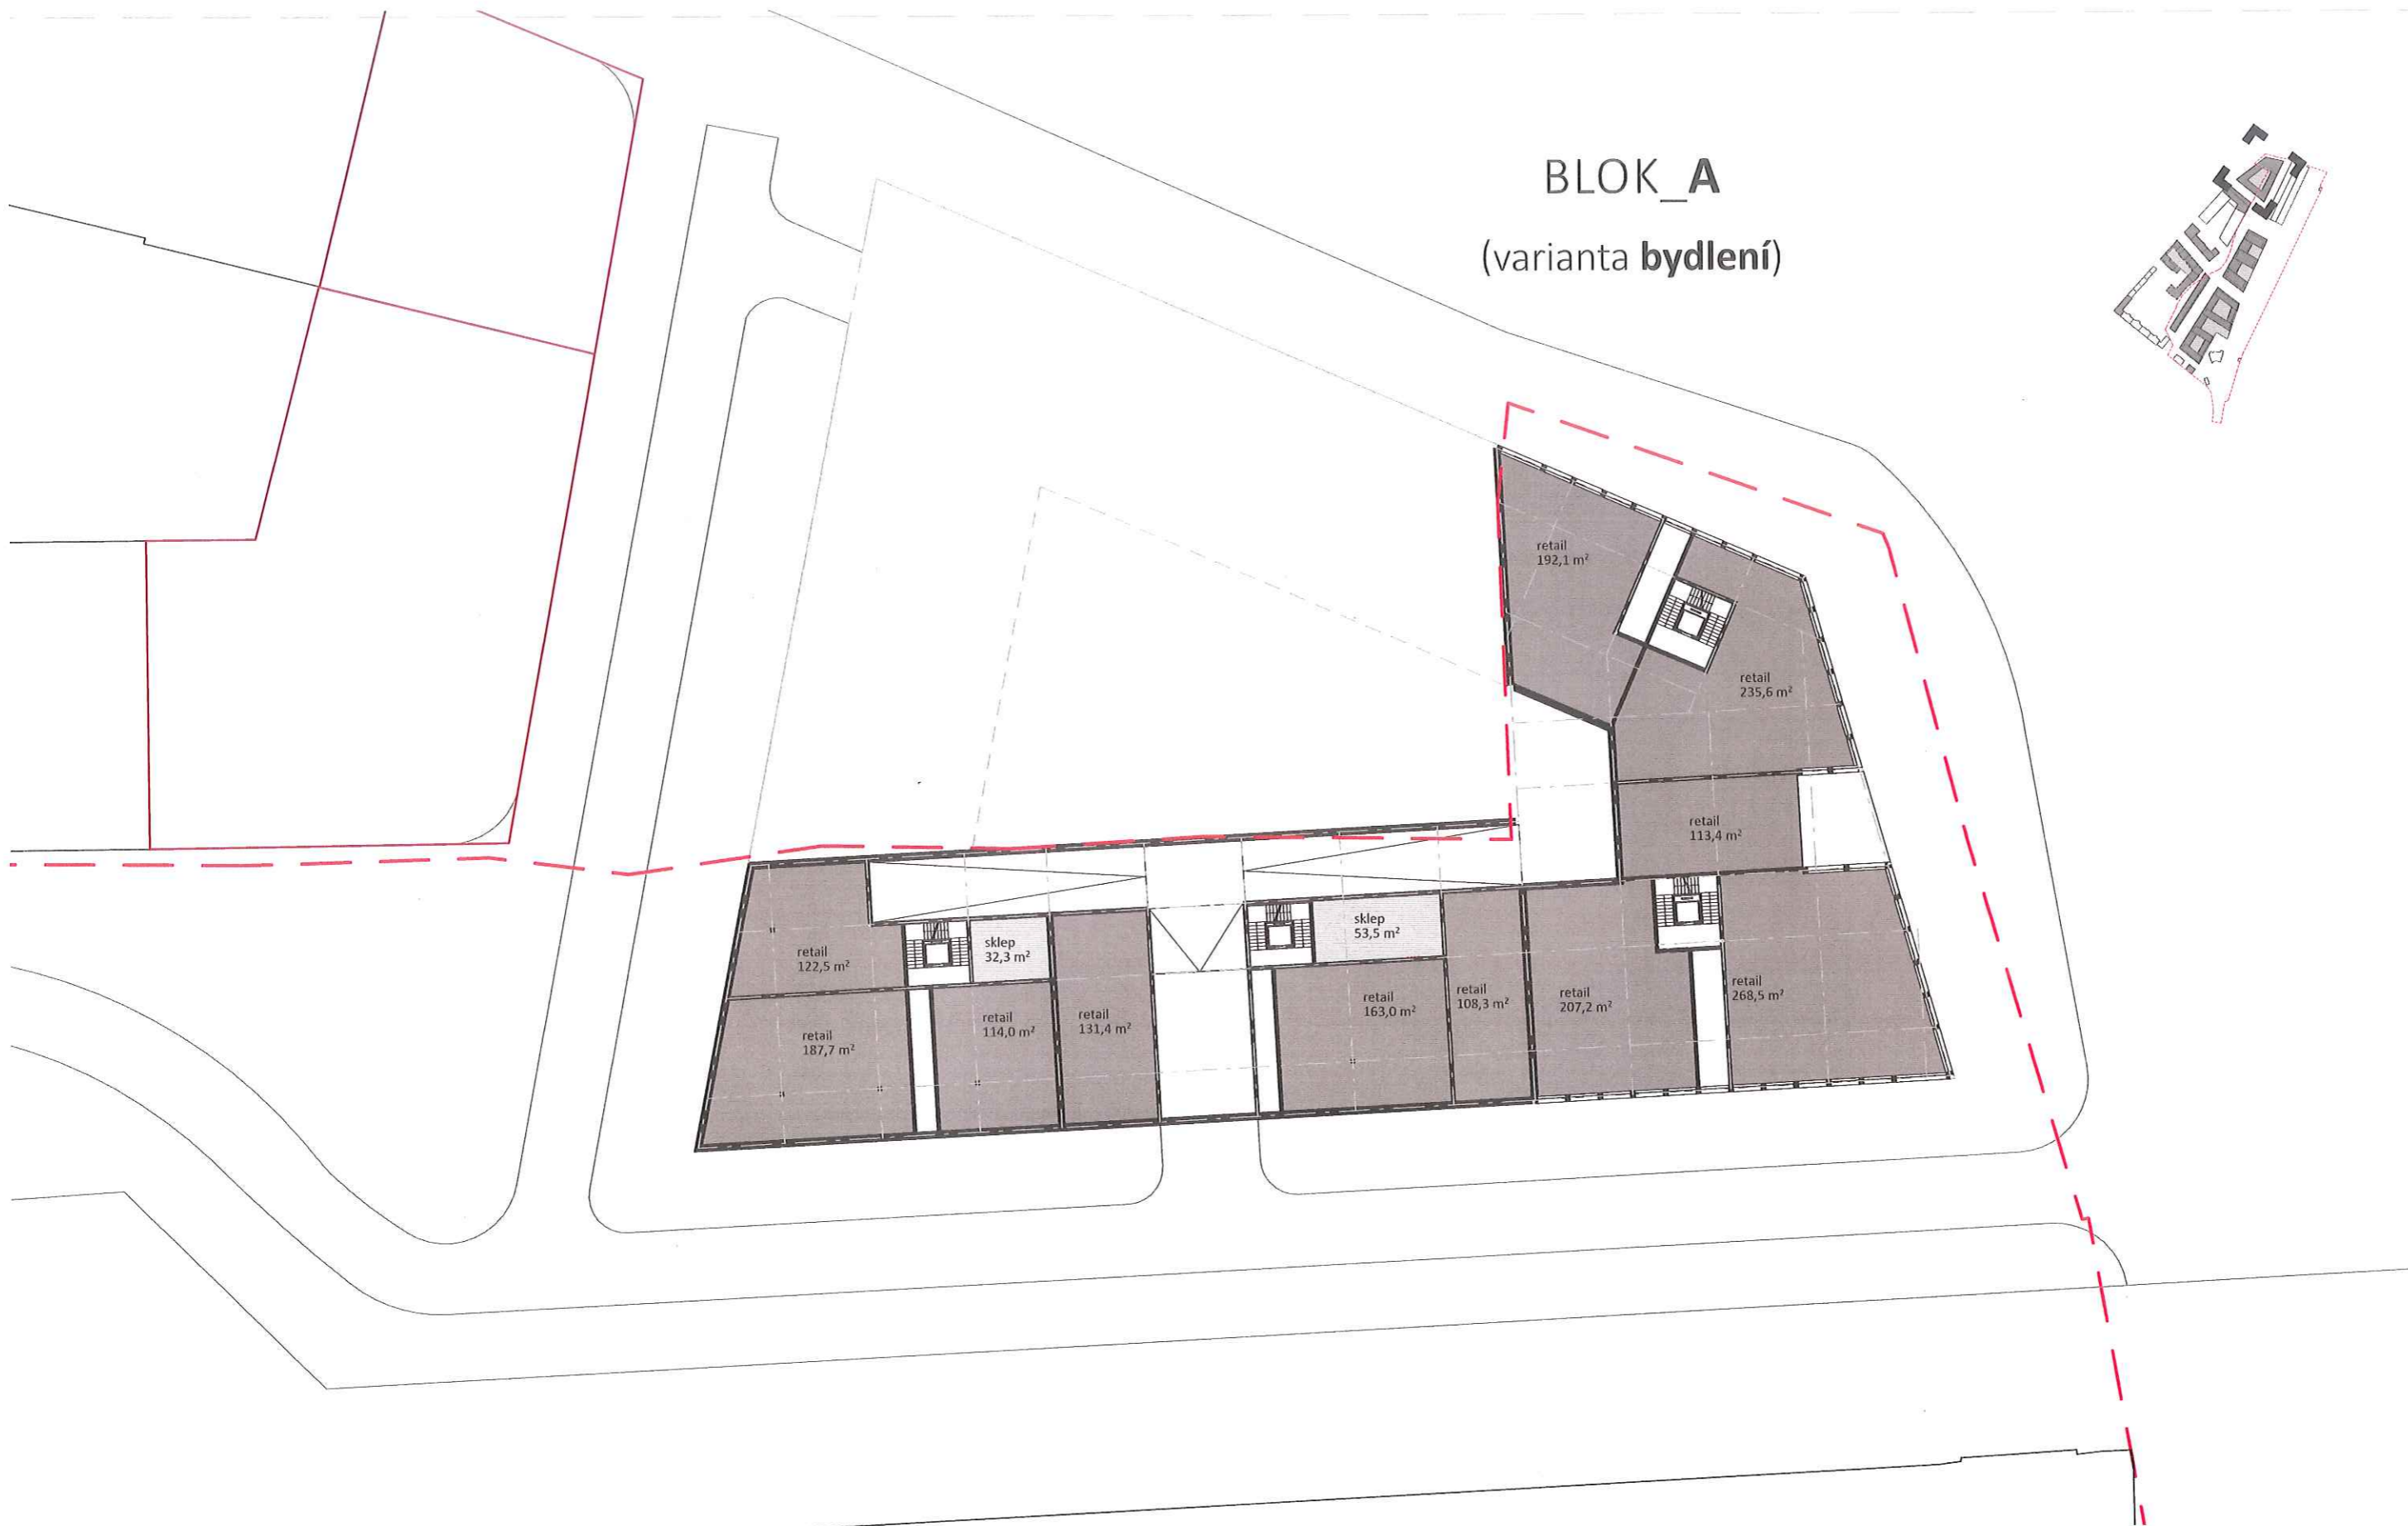 BLOK_A
(varianta bydlení)
retail
192,1 m²
retail
235,6 m²
retail
113,4 m²
retail
122,5 m²
sklep
32,3 m²
sklep
53,5 m²
retail
187,7 m²
retail
114,0 m²
retail
131,4 m²
retail
163,0 m²
retail
108,3 m²
retail
207,2 m²
retail
268,5 m²